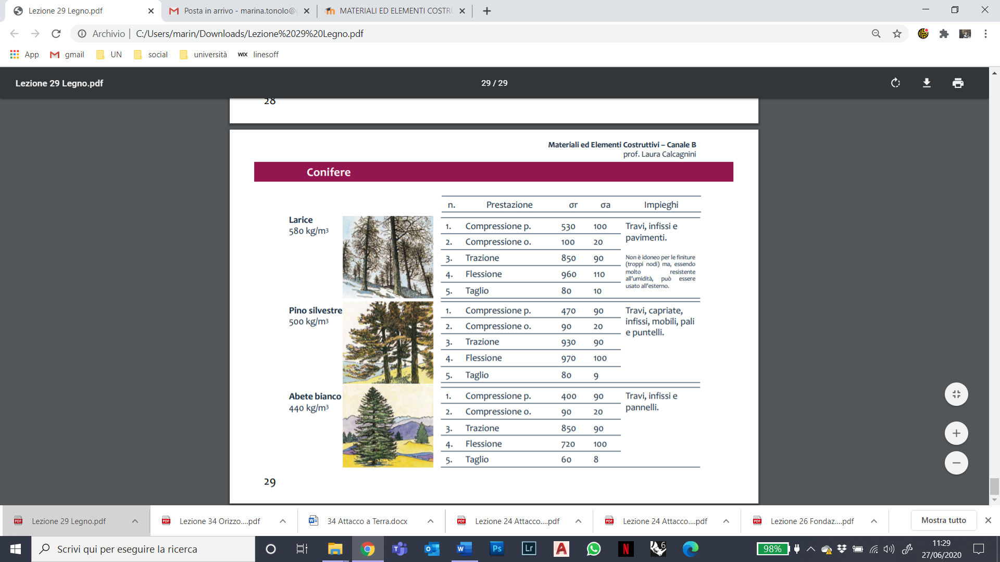 Lezione 29 Legno.pdf
Posta in arrivo - marina.tonolo@
MATERIALI ED ELEMENTI COSTRU
Archivio | C:/Users/marin/Downloads/Lezione%2029%20Legno.pdf
App
gmail
UN
social
università
WIX linesoff
Lezione 29 Legno.pdf
29 / 29
28
Materiali ed Elementi Costruttivi – Canale B
prof. Laura Calcagnini
Conifere
n. Prestazione σr σa Impieghi
Larice
580 kg/m³
1. Compressione p. 530 100
2. Compressione o. 100 20
3. Trazione 850 90
4. Flessione 960 110
5. Taglio 80 10
Travi, infissi e
pavimenti.
Non è idoneo per le finiture
(troppi nodi) ma, essendo
molto resistente
all'umidità, può essere
usato all'esterno.
Pino silvestre
500 kg/m³
1. Compressione p. 470 90
2. Compressione o. 90 20
3. Trazione 930 90
4. Flessione 970 100
5. Taglio 80 9
Travi, capriate,
infissi, mobili, pali
e puntelli.
Abete bianco
440 kg/m³
1. Compressione p. 400 90
2. Compressione o. 90 20
3. Trazione 850 90
4. Flessione 720 100
5. Taglio 60 8
Travi, infissi e
pannelli.
29
Lezione 29 Legno.pdf
Lezione 34 Orizzo....pdf
34 Attacco a Terra.docx
Lezione 24 Attacco....pdf
Lezione 24 Attacco....pdf
Lezione 26 Fondaz....pdf
Mostra tutto
Scrivi qui per eseguire la ricerca
98%
11:29
27/06/2020